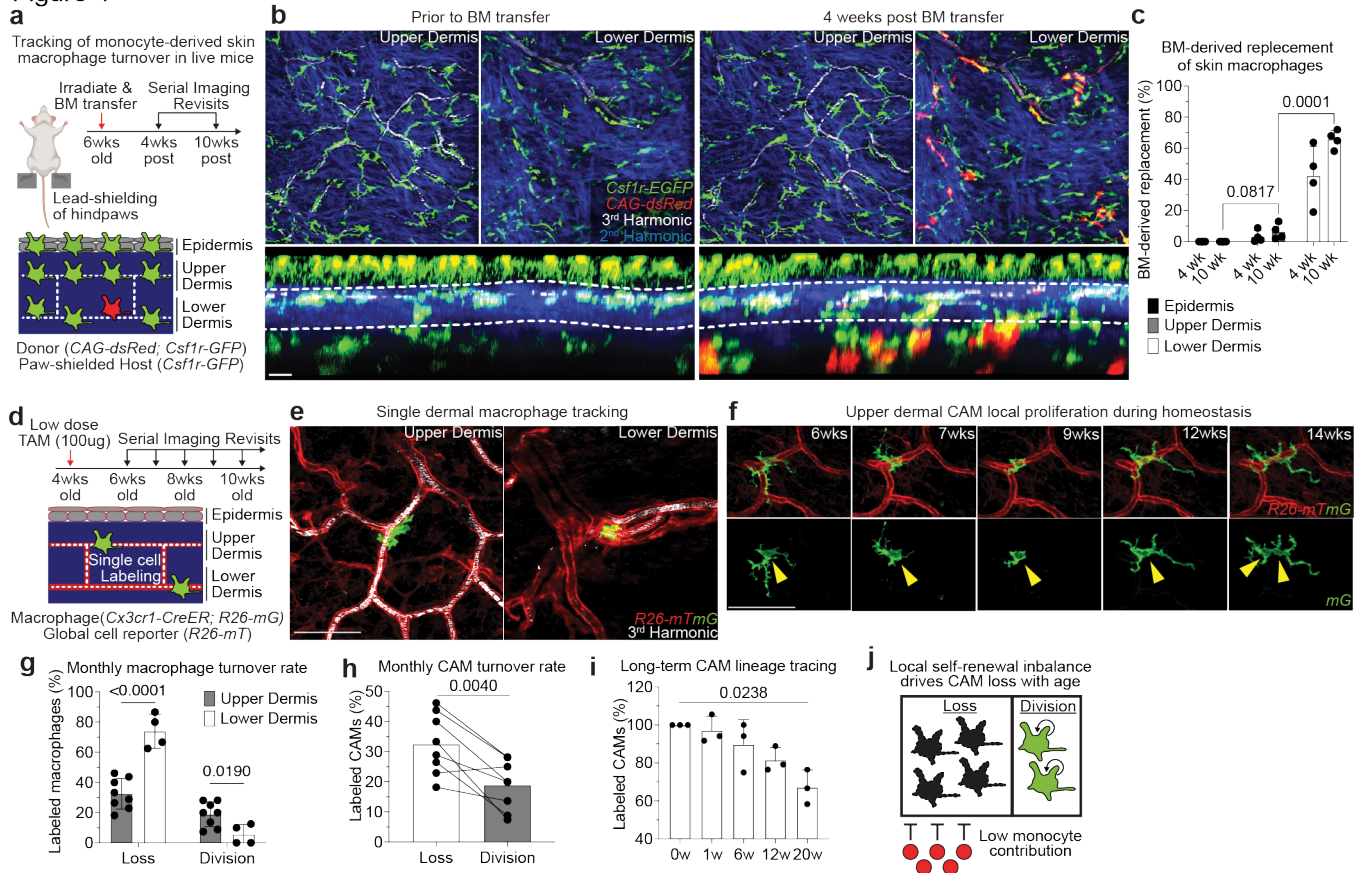 a
Tracking of monocyte-derived skin
macrophage turnover in live mice
Irradiate &
BM transfer
Serial Imaging
Revisits
6wks
old
4wks
post
10wks
post
Lead-shielding
of hindpaws
Epidermis
Upper
Dermis
Lower
Dermis
Donor (CAG-dsRed; Csf1r-GFP)
Paw-shielded Host (Csf1r-GFP)
b
Prior to BM transfer
4 weeks post BM transfer
Upper Dermis
Lower Dermis
Upper Dermis
Lower Dermis
Csf1r-EGFP
CAG-dsRed
3rd Harmonic
2nd Harmonic
c
BM-derived replecement
of skin macrophages
BM-derived replacement (%)
100
80
60
40
20
0
0.0817
0.0001
4 wk
10 wk
4 wk
10 wk
4 wk
10 wk
Epidermis
Upper Dermis
Lower Dermis
d
Low dose
TAM (100ug)
Serial Imaging Revisits
4wks
old
6wks
old
8wks
old
10wks
old
Epidermis
Upper
Dermis
Single cell
Labeling
Lower
Dermis
Macrophage(Cx3cr1-CreER; R26-mG)
Global cell reporter (R26-mT)
e
Single dermal macrophage tracking
Upper Dermis
Lower Dermis
R26-mTmG
3rd Harmonic
f
Upper dermal CAM local proliferation during homeostasis
6wks
7wks
9wks
12wks
14wks
R26-mTmG
mG
g
Monthly macrophage turnover rate
Labeled macrophages (%)
100
80
60
40
20
0
<0.0001
0.0190
Upper Dermis
Lower Dermis
Loss
Division
h
Monthly CAM turnover rate
Labeled CAMs (%)
50
40
30
20
10
0
0.0040
Loss
Division
i
Long-term CAM lineage tracing
Labeled CAMs (%)
120
100
80
60
40
0.0238
0w
1w
6w
12w
20w
j
Local self-renewal inbalance
drives CAM loss with age
Loss
Division
Low monocyte
contribution